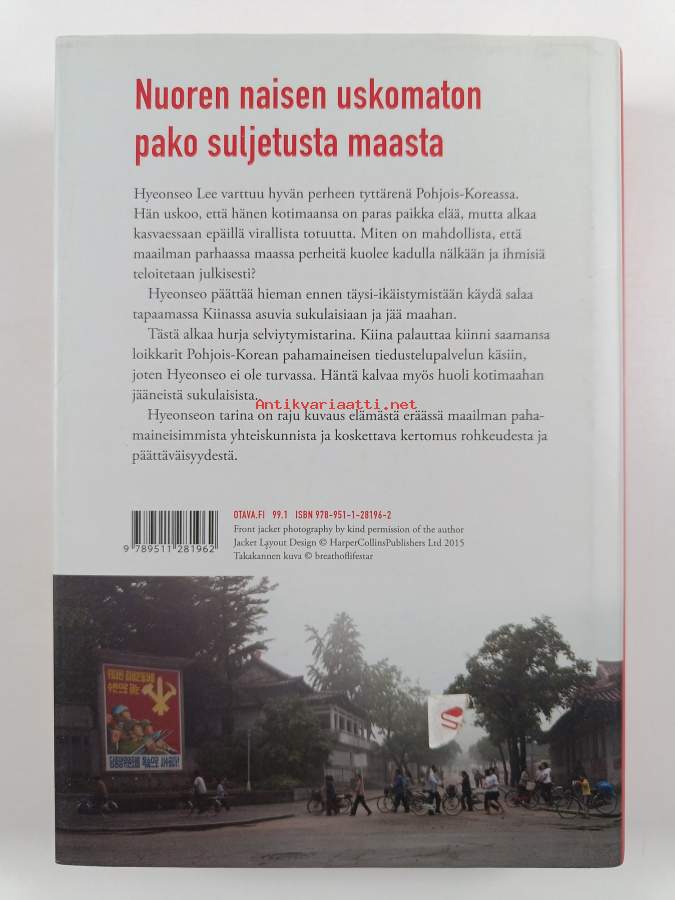 Nuoren naisen uskomaton
pako suljetusta maasta
Hyeonseo Lee varttuu hyvän perheen tyttärenä Pohjois-Koreassa.
Hän uskoo, että hänen kotimaansa on paras paikka elää, mutta alkaa
kasvaessaan epäillä virallista totuutta. Miten on mahdollista, että
maailman parhaassa maassa perheitä kuolee kadulla nälkään ja ihmisiä
teloitetaan julkisesti?
Hyeonseo päättää hieman ennen täysi-ikäistymistään käydä salaa
tapaamassa Kiinassa asuvia sukulaisiaan ja jää maahan.
Tästä alkaa hurja selviytymistarina. Kiina palauttaa kiinni saamansa
loikkarit Pohjois-Korean pahamaineisen tiedustelupalvelun käsiin,
joten Hyeonseo ei ole turvassa. Häntä kalvaa myös huoli kotimaahan
jääneistä sukulaisista.
Antikvariaatti.net
Hyeonseon tarina on raju kuvaus elämästä eräässä maailman paha-
maineisimmista yhteiskunnista ja koskettava kertomus rohkeudesta ja
päättäväisyydestä.
OTAVA.FI 99.1 ISBN 978-951-1-28196-2
Front jacket photography by kind permission of the author
Jacket Layout Design © HarperCollinsPublishers Ltd 2015
Takakannen kuva © breathoflifestar
9 789511 281962